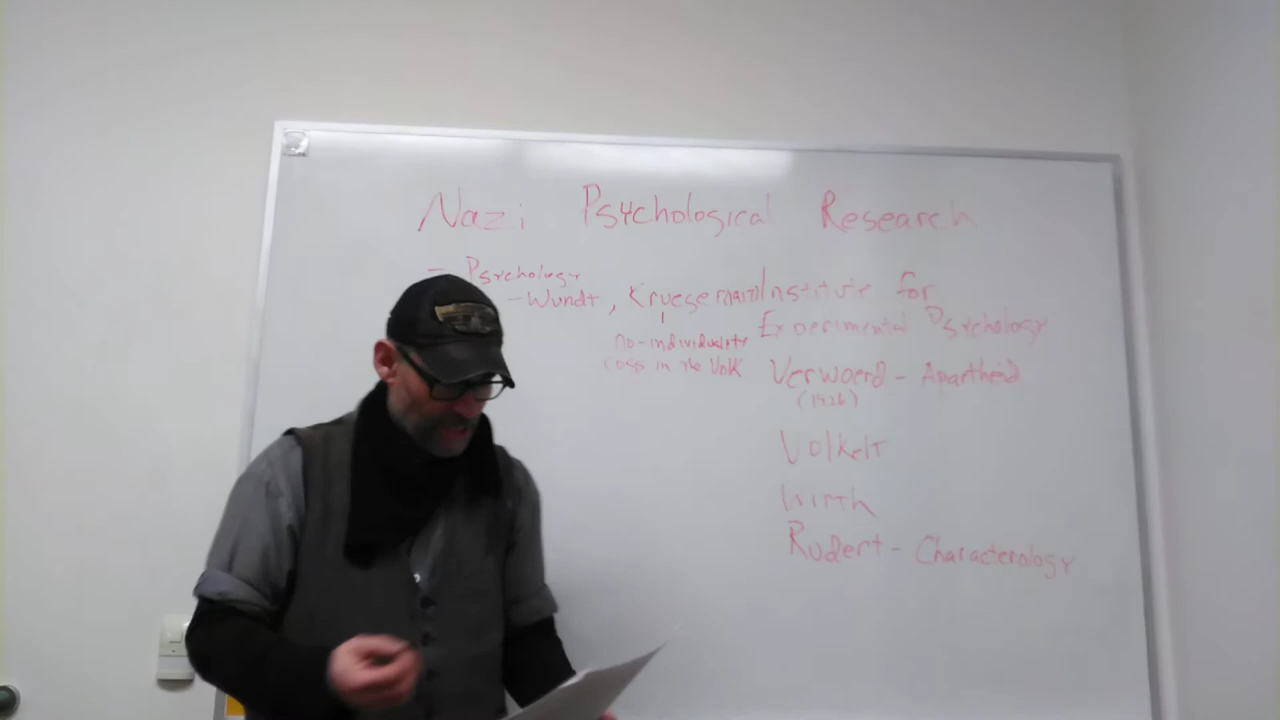 Nazi Psychological Research
- Psychology
- Wundt, Krueger Institute for
Experimental Psychology
no-individuality
loss in the Volk
Verwoerd - Apartheid
(1926)
Volkelt
Wirth
Rudert - Characterology